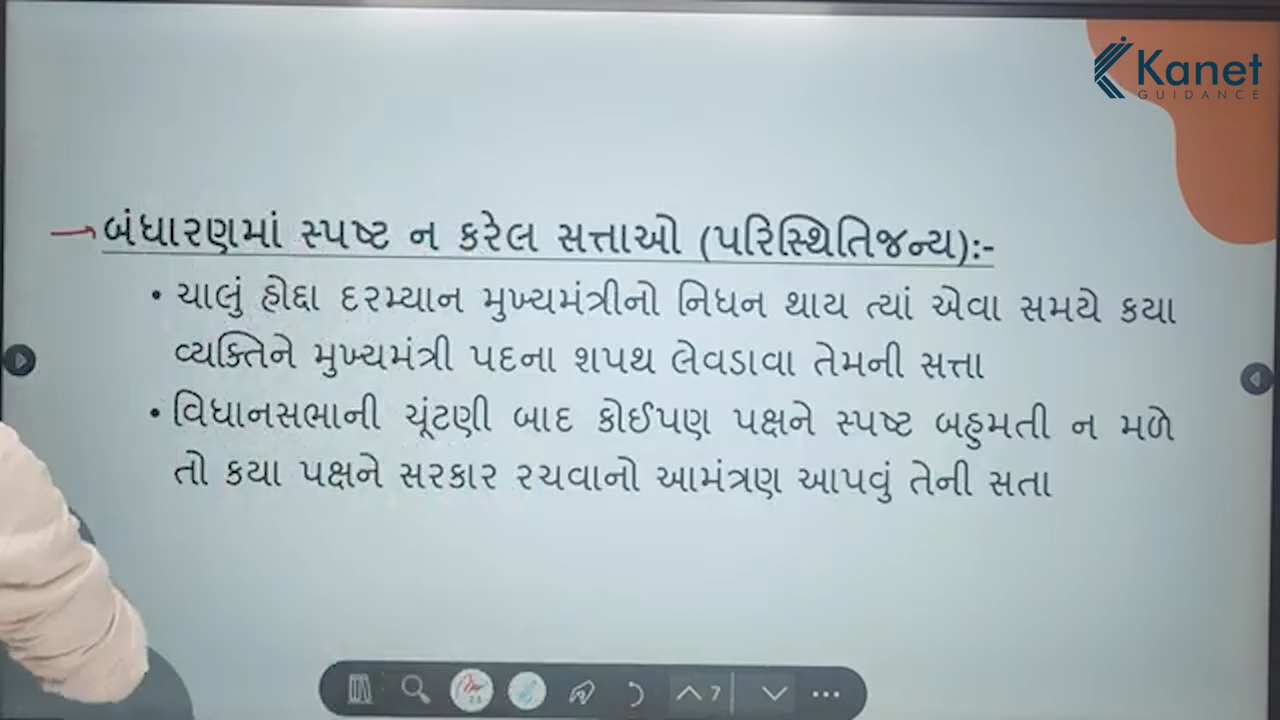 Kanet
GUIDANCE
બંધારણમાં સ્પષ્ટ ન કરેલ સત્તાઓ (પરિસ્થિતિજન્ય):-
• ચાલું હોદ્દા દરમ્યાન મુખ્યમંત્રીનો નિધન થાય ત્યાં એવા સમયે કયા
વ્યક્તિને મુખ્યમંત્રી પદના શપથ લેવડાવા તેમની સત્તા
• વિધાનસભાની ચૂંટણી બાદ કોઈપણ પક્ષને સ્પષ્ટ બહુમતી ન મળે
તો કયા પક્ષને સરકાર રચવાનો આમંત્રણ આપવું તેની સતા
7